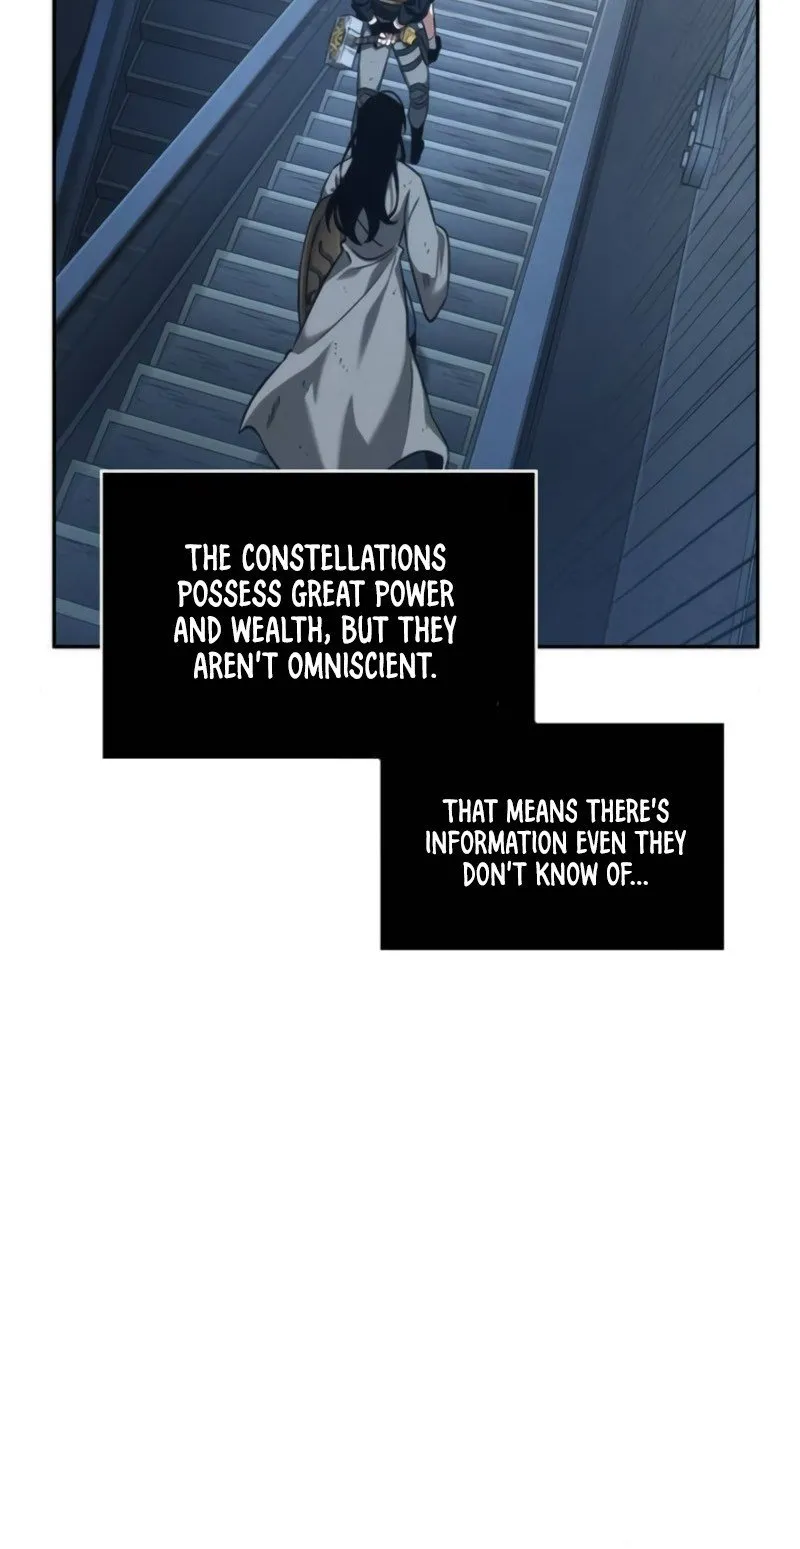 THE CONSTELLATIONS
POSSESS GREAT POWER
AND WEALTH, BUT THEY
AREN'T OMNISCIENT.
THAT MEANS THERE'S
INFORMATION EVEN THEY
DON'T KNOW OF...